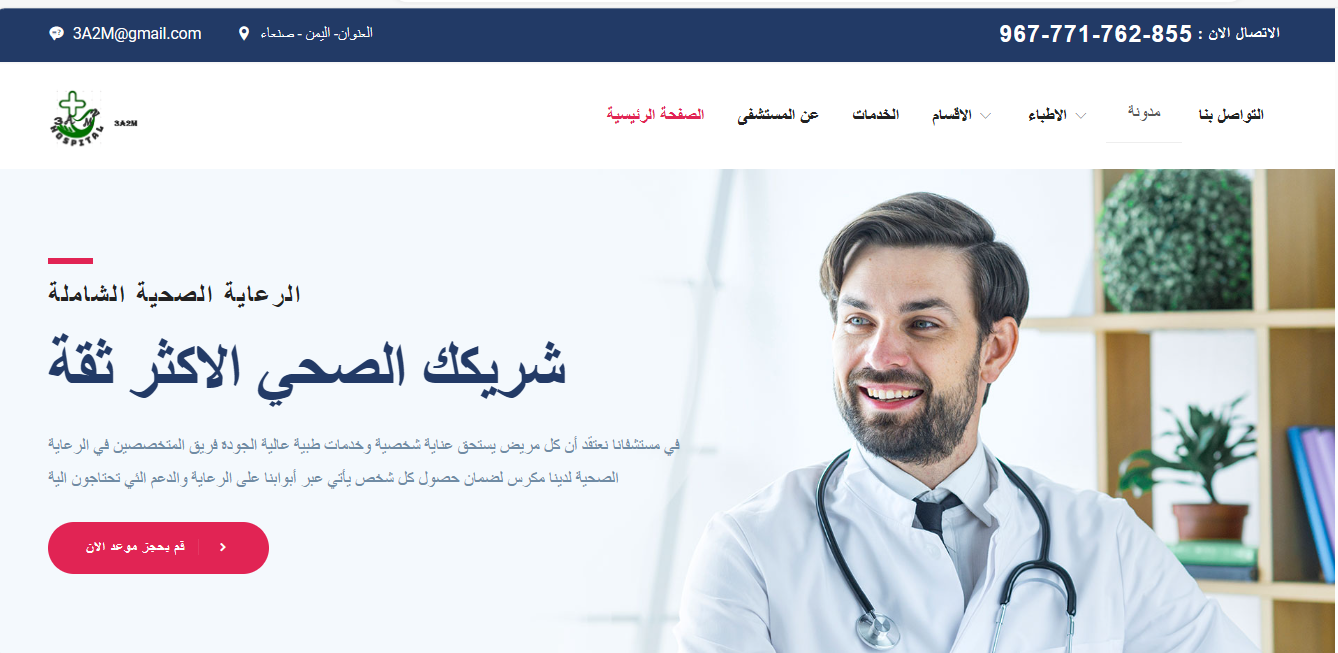 3A2M@gmail.com
العنوان- اليمن - صنعاء
الاتصال الان : 967-771-762-855
3A2M
HOSPITAL
3A2M
الصفحة الرئيسية
عن المستشفى
الخدمات
الاقسام
الاطباء
مدونة
التواصل بنا
الرعاية الصحية الشاملة
شريكك الصحي الاكثر ثقة
في مستشفانا نعتقد أن كل مريض يستحق عناية شخصية وخدمات طبية عالية الجودة فريق المتخصصين في الرعاية
الصحية لدينا مكرس لضمان حصول كل شخص يأتي عبر أبوابنا على الرعاية والدعم التي تحتاجون الية
قم بحجز موعد الان